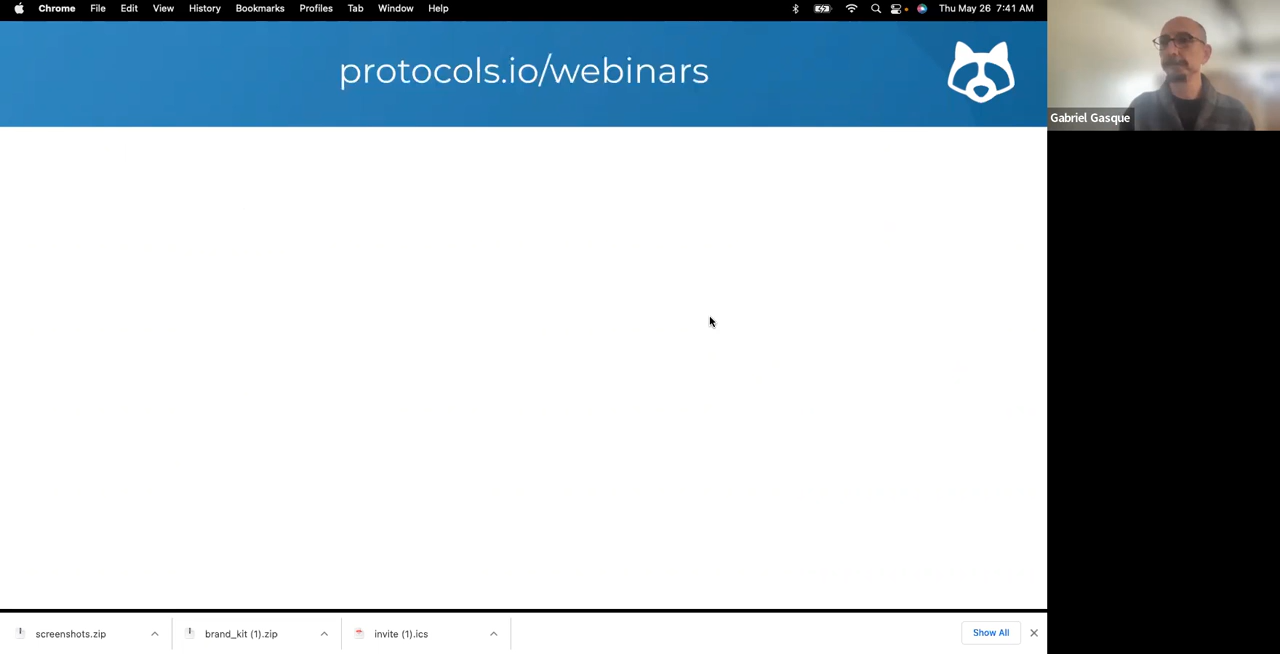 Chrome File Edit View History Bookmarks Profiles Tab Window Help Thu May 26 7:41 AM
protocols.io/webinars
Gabriel Gasque
screenshots.zip brand_kit (1).zip invite (1).ics Show All